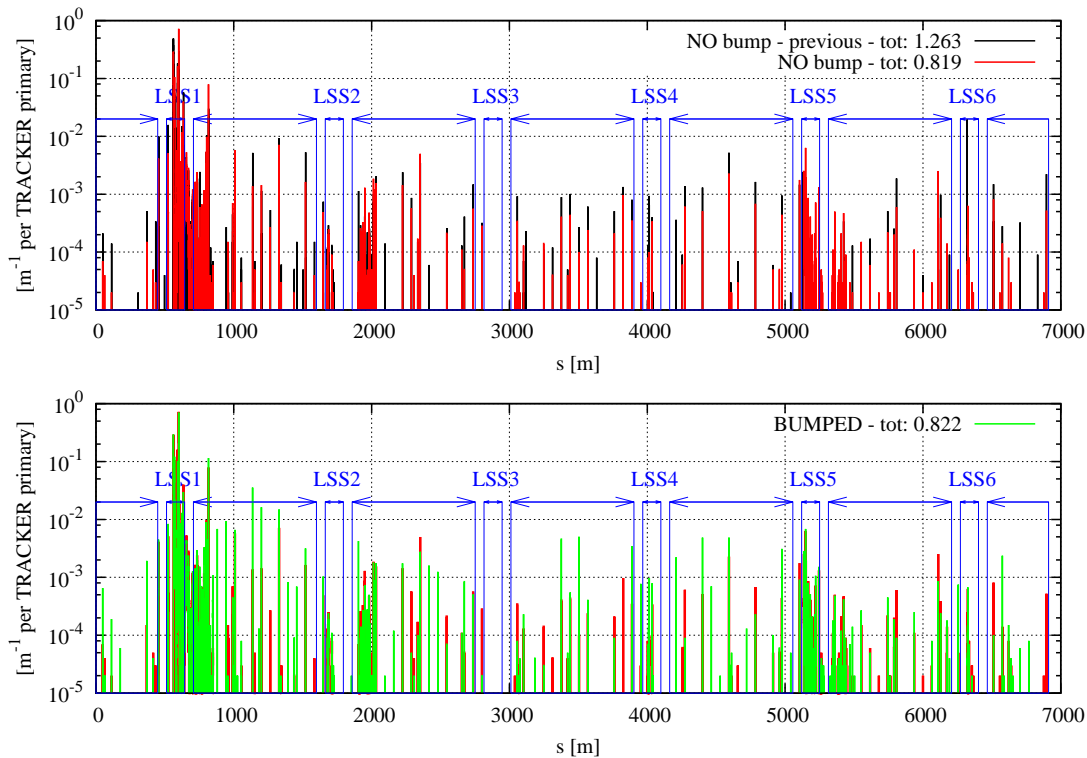 NO bump - previous - tot: 1.263
NO bump - tot: 0.819
[m⁻¹ per TRACKER primary]
10⁰
10⁻¹
10⁻²
10⁻³
10⁻⁴
10⁻⁵
LSS1 LSS2 LSS3 LSS4 LSS5 LSS6
0 1000 2000 3000 4000 5000 6000 7000
s [m]
BUMPED - tot: 0.822
[m⁻¹ per TRACKER primary]
10⁰
10⁻¹
10⁻²
10⁻³
10⁻⁴
10⁻⁵
LSS1 LSS2 LSS3 LSS4 LSS5 LSS6
0 1000 2000 3000 4000 5000 6000 7000
s [m]